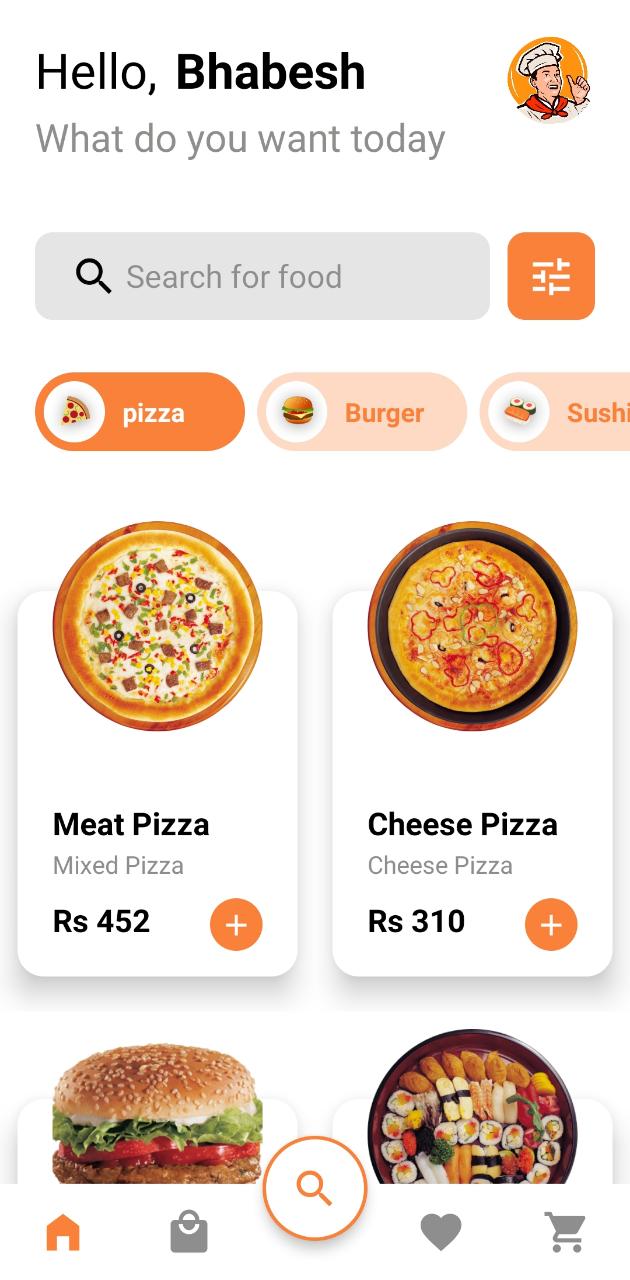 Hello, Bhabesh
What do you want today
Search for food
pizza
Burger
Sushi
Meat Pizza
Mixed Pizza
Rs 452
Cheese Pizza
Cheese Pizza
Rs 310